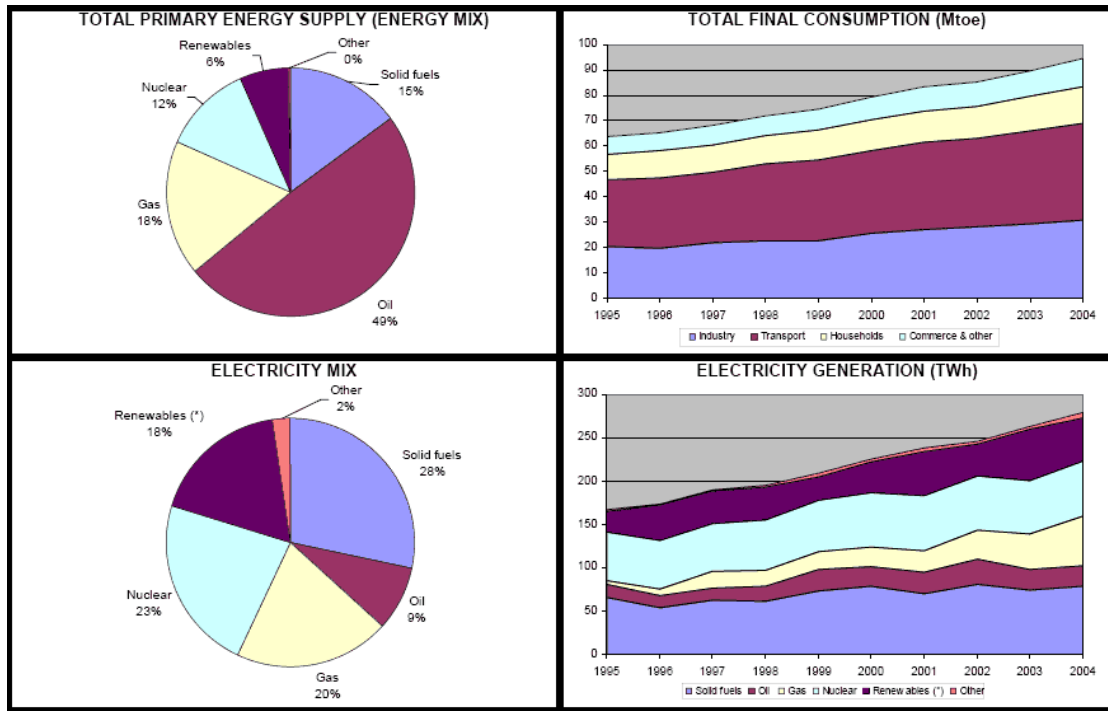 TOTAL PRIMARY ENERGY SUPPLY (ENERGY MIX)
Other
0%
Renewables
6%
Solid fuels
15%
Nuclear
12%
Gas
18%
Oil
49%
TOTAL FINAL CONSUMPTION (Mtoe)
100
90
80
70
60
50
40
30
20
10
0
1995 1996 1997 1998 1999 2000 2001 2002 2003 2004
Industry Transport Households Commerce & other
ELECTRICITY MIX
Other
2%
Renewables (*)
18%
Solid fuels
28%
Nuclear
23%
Oil
9%
Gas
20%
ELECTRICITY GENERATION (TWh)
300
250
200
150
100
50
0
1995 1996 1997 1998 1999 2000 2001 2002 2003 2004
Solid fuels Oil Gas Nuclear Renewables (*) Other